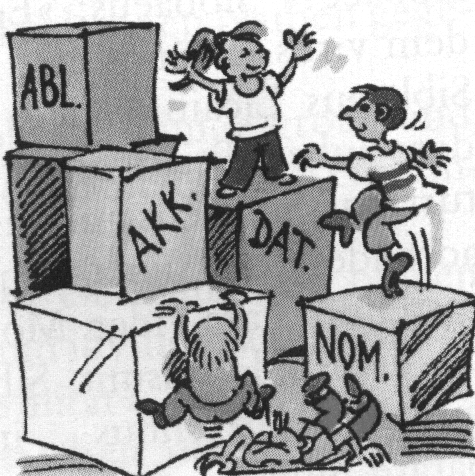 ABL.
AKK.
DAT.
NOM.